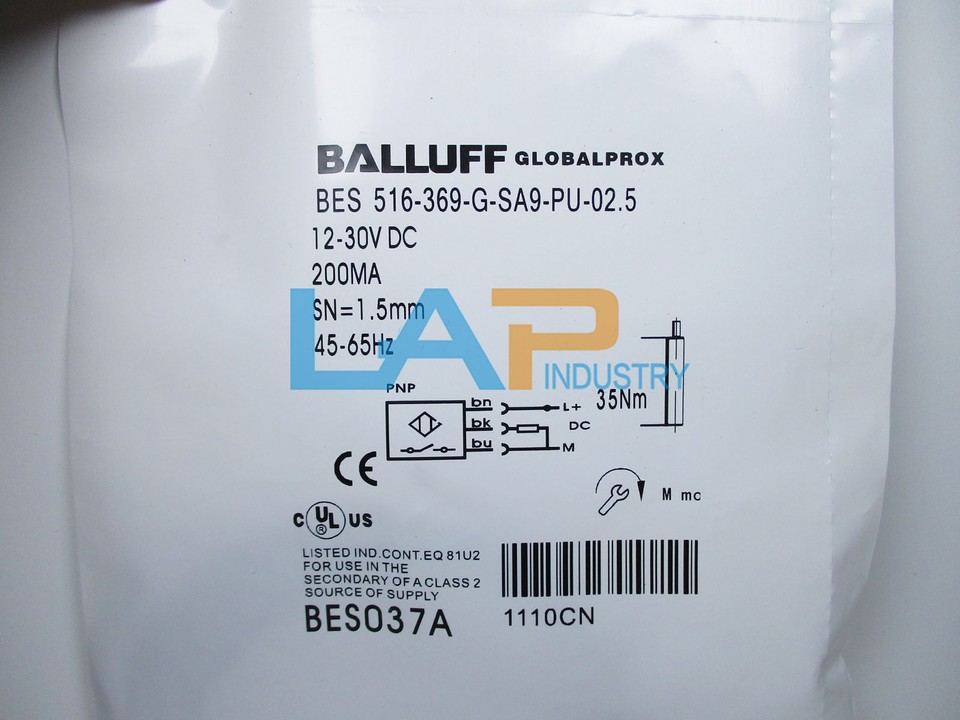 BALLUFF GLOBALPROX
BES 516-369-G-SA9-PU-02.5
12-30V DC
200MA
SN=1.5mm
45-65Hz
LAP
INDUSTRY
PNP
bn
L+
35Nm
bk
DC
bu
M
CE
M mc
C UL US
®
LISTED IND.CONT.EQ 81U2
FOR USE IN THE
SECONDARY OF A CLASS 2
SOURCE OF SUPPLY
BES037A
1110CN